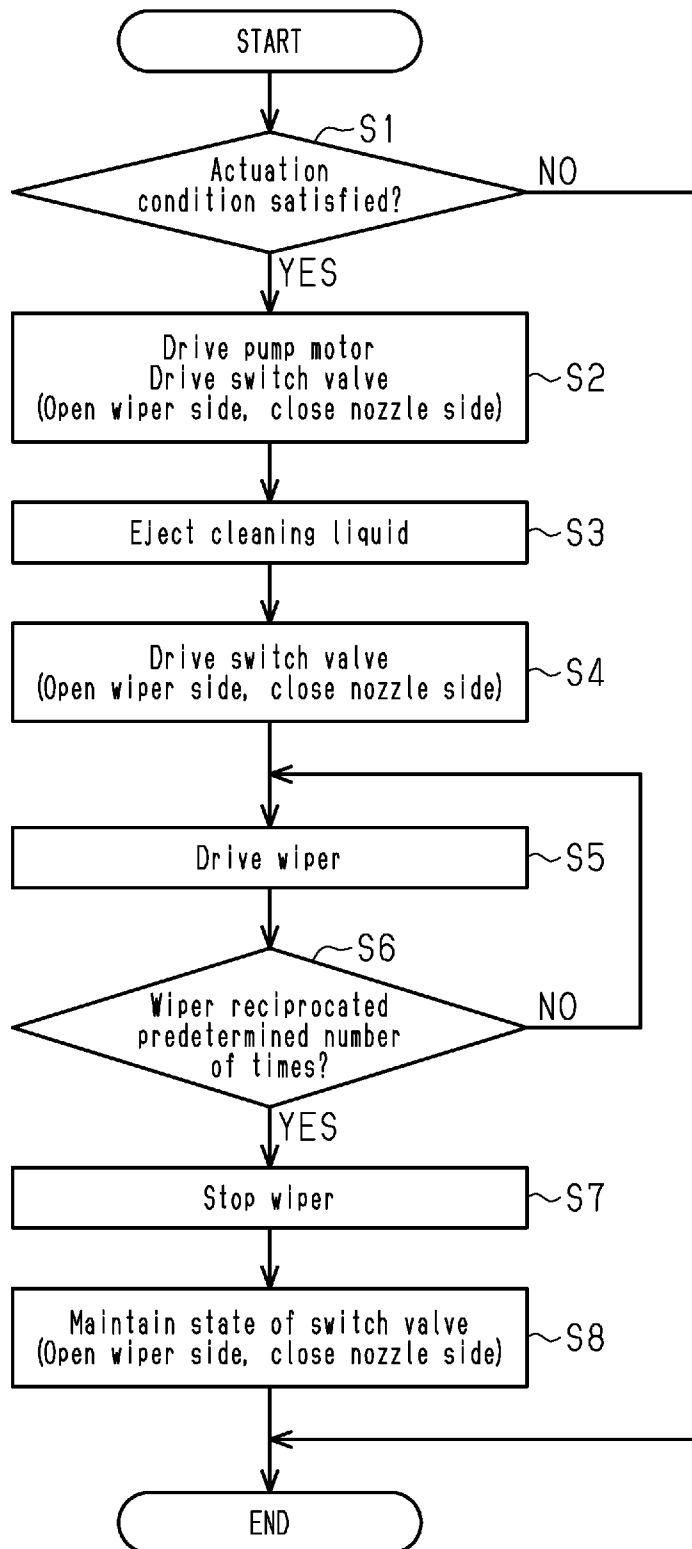 START
S1
Actuation
condition satisfied?
NO
YES
Drive pump motor
Drive switch valve
(Open wiper side, close nozzle side)
S2
Eject cleaning liquid
S3
Drive switch valve
(Open wiper side, close nozzle side)
S4
Drive wiper
S5
S6
Wiper reciprocated
predetermined number
of times?
NO
YES
Stop wiper
S7
Maintain state of switch valve
(Open wiper side, close nozzle side)
S8
END